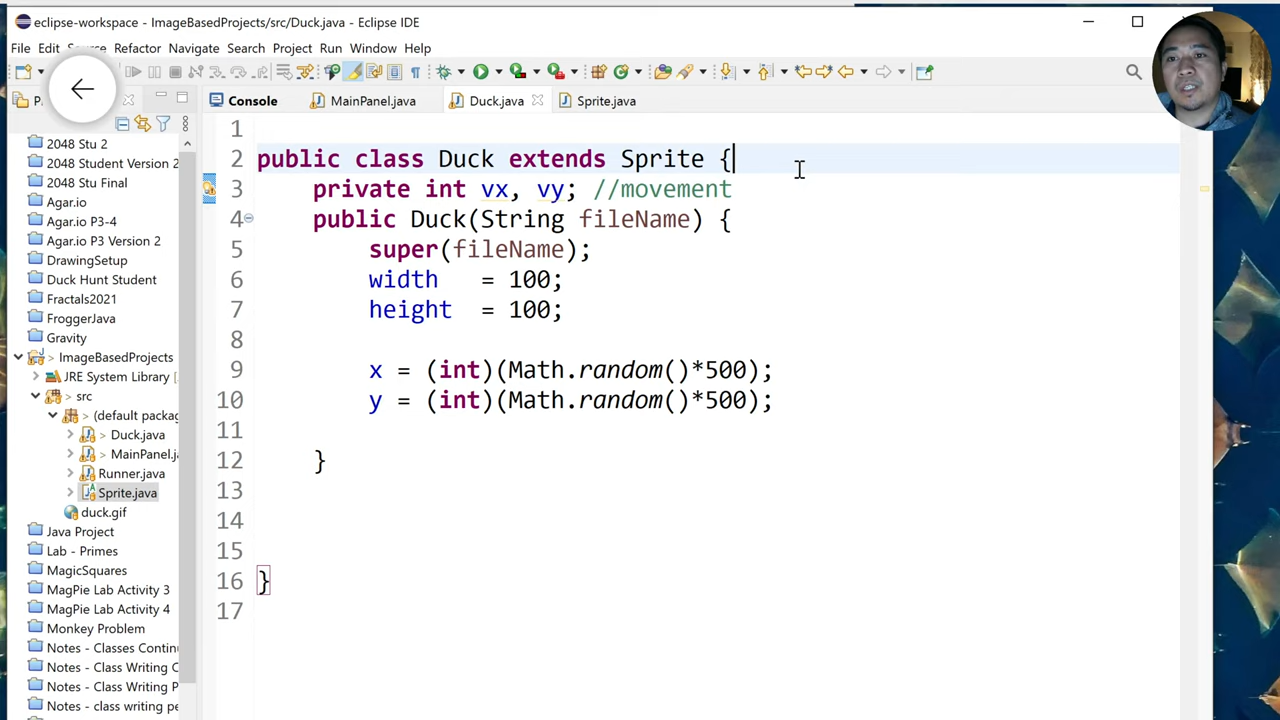 eclipse-workspace - ImageBasedProjects/src/Duck.java - Eclipse IDE
File Edit Source Refactor Navigate Search Project Run Window Help
Console MainPanel.java Duck.java Sprite.java
2048 Stu 2
2048 Student Version 2
2048 Stu Final
Agar.io
Agar.io P3-4
Agar.io P3 Version 2
DrawingSetup
Duck Hunt Student
Fractals2021
FroggerJava
Gravity
> ImageBasedProjects
JRE System Library [
> src
> (default packag
> Duck.java
> MainPanel.j
Runner.java
Sprite.java
duck.gif
Java Project
Lab - Primes
MagicSquares
MagPie Lab Activity 3
MagPie Lab Activity 4
Monkey Problem
Notes - Classes Contin
Notes - Class Writing C
Notes - Class Writing P
Notes - class writing pe
1
2 public class Duck extends Sprite {
3 private int vx, vy; //movement
4 public Duck(String fileName) {
5 super(fileName);
6 width = 100;
7 height = 100;
8
9 x = (int)(Math.random()*500);
10 y = (int)(Math.random()*500);
11
12 }
13
14
15
16 }
17